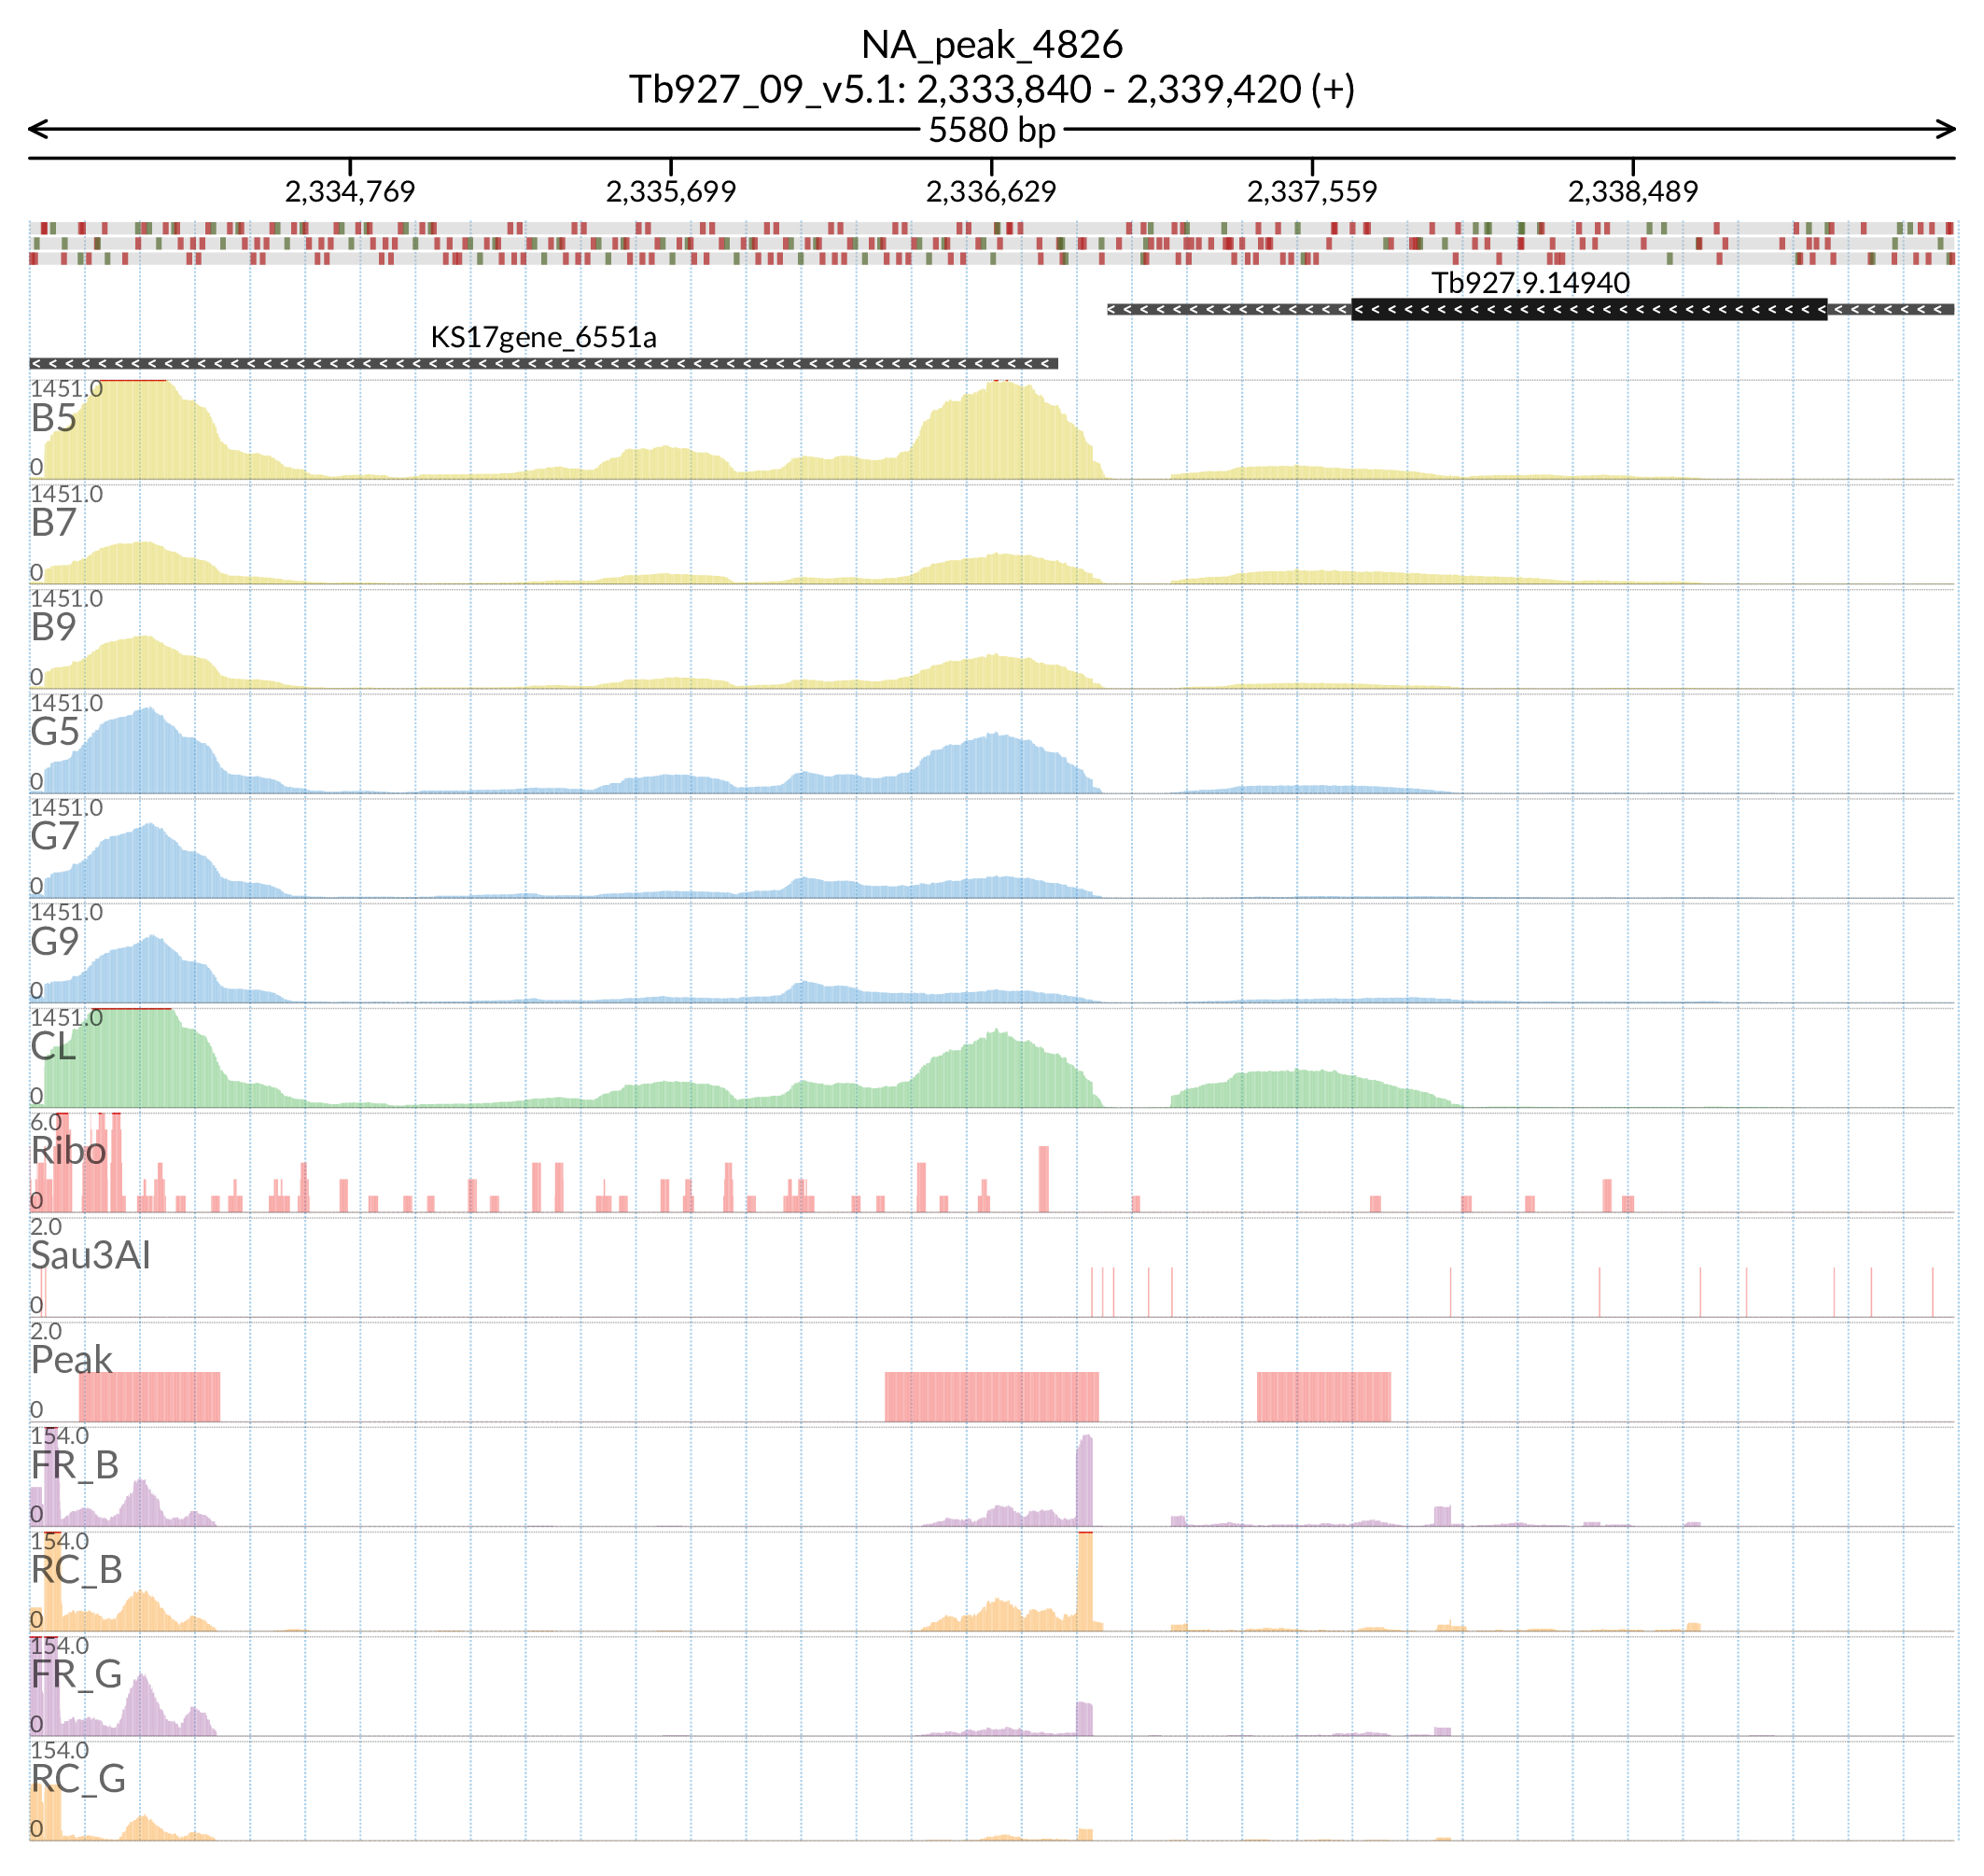 NA_peak_4826
Tb927_09_v5.1: 2,333,840 - 2,339,420 (+)
5580 bp
2,334,769 2,335,699 2,336,629 2,337,559 2,338,489
Tb927.9.14940
KS17gene_6551a
1451.0
B5
0
1451.0
B7
0
1451.0
B9
0
1451.0
G5
0
1451.0
G7
0
1451.0
G9
0
1451.0
CL
0
6.0
Ribo
0
2.0
Sau3AI
0
2.0
Peak
0
154.0
FR_B
0
154.0
RC_B
0
154.0
FR_G
0
154.0
RC_G
0